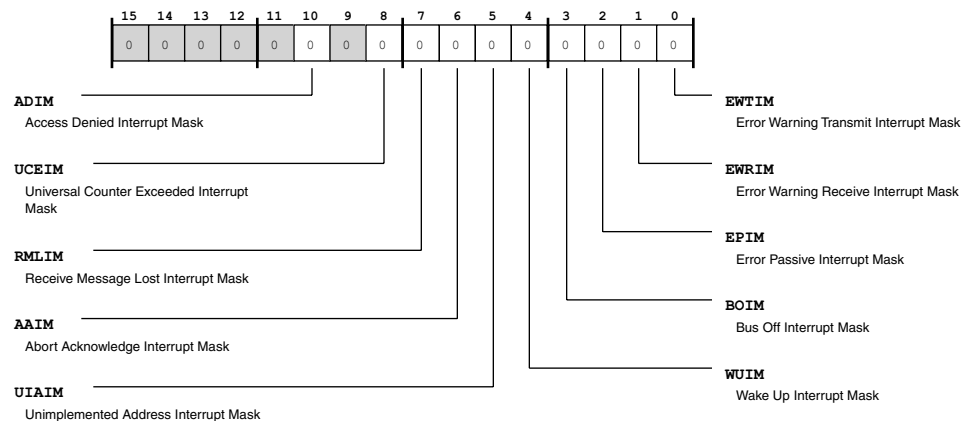 15 14 13 12 11 10 9 8 7 6 5 4 3 2 1 0
0 0 0 0 0 0 0 0 0 0 0 0 0 0 0 0
ADIM
Access Denied Interrupt Mask
UCEIM
Universal Counter Exceeded Interrupt
Mask
RMLIM
Receive Message Lost Interrupt Mask
AAIM
Abort Acknowledge Interrupt Mask
UIAIM
Unimplemented Address Interrupt Mask
EWTIM
Error Warning Transmit Interrupt Mask
EWRIM
Error Warning Receive Interrupt Mask
EPIM
Error Passive Interrupt Mask
BOIM
Bus Off Interrupt Mask
WUIM
Wake Up Interrupt Mask